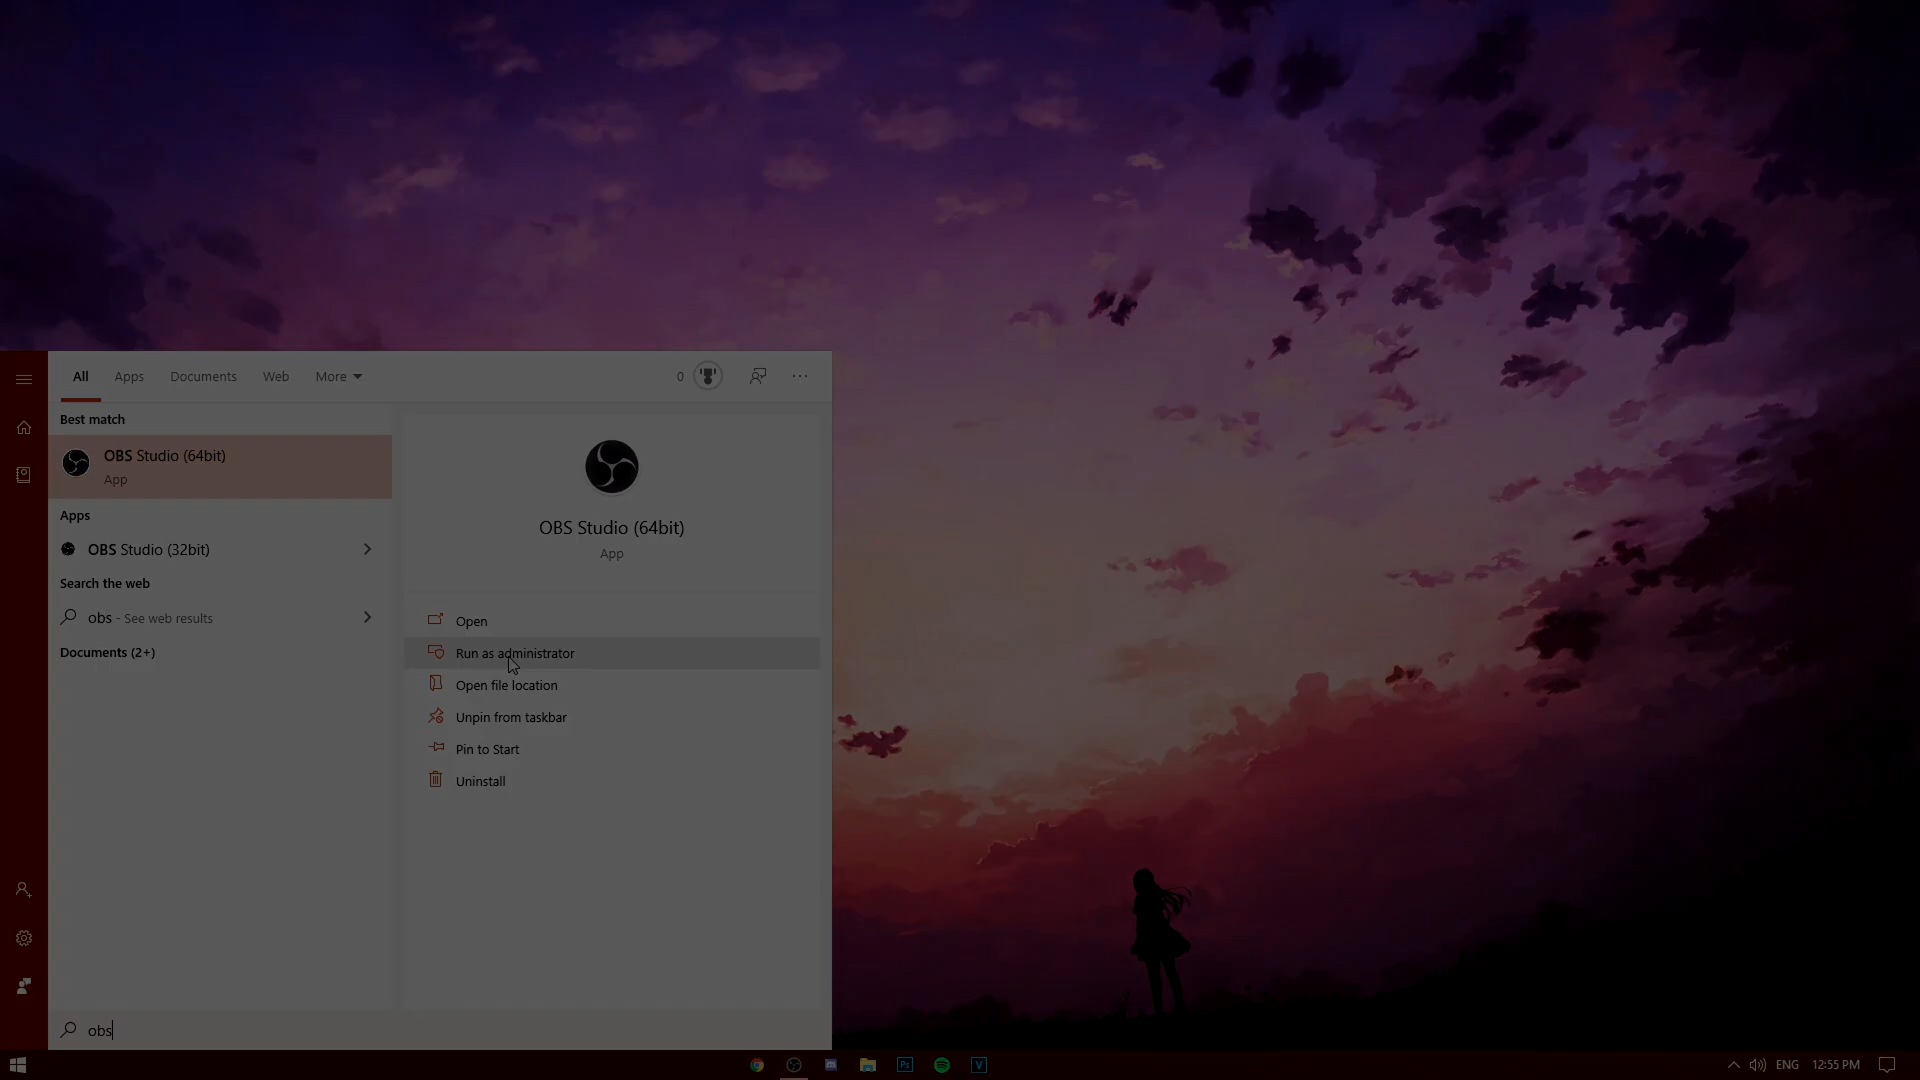 All Apps Documents Web More 0
Best match
OBS Studio (64bit)
App
Apps
OBS Studio (32bit)
Search the web
obs - See web results
Documents (2+)
OBS Studio (64bit)
App
Open
Run as administrator
Open file location
Unpin from taskbar
Pin to Start
Uninstall
obs
Ps V ENG 12:55 PM